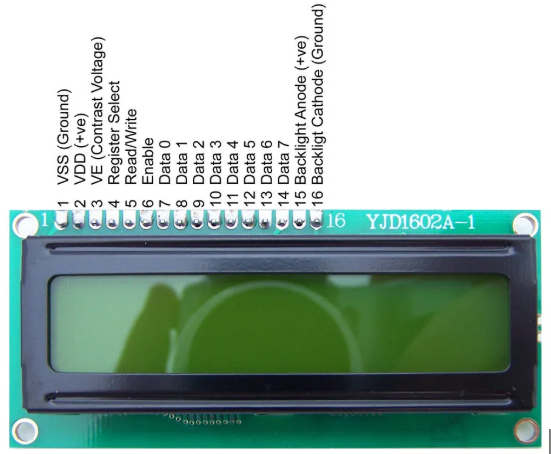 1 VSS (Ground)
2 VDD (+ve)
3 VE (Contrast Voltage)
4 Register Select
5 Read/Write
6 Enable
7 Data 0
8 Data 1
9 Data 2
10 Data 3
11 Data 4
12 Data 5
13 Data 6
14 Data 7
15 Backlight Anode (+ve)
16 Backligt Cathode (Ground)
1
16
YJD1602A-1